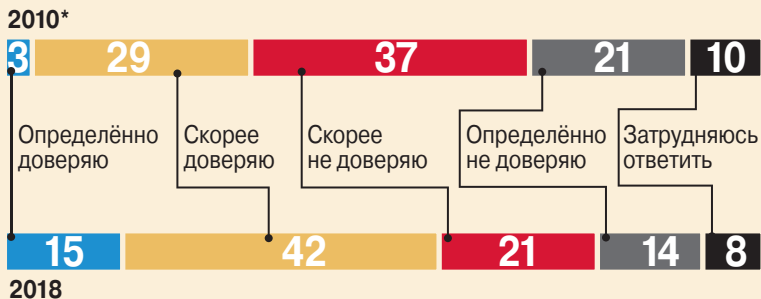 2010*
3 29 37 21 10
Определённо Скорее Скорее Определённо Затрудняюсь
доверяю доверяю не доверяю не доверяю ответить
15 42 21 14 8
2018